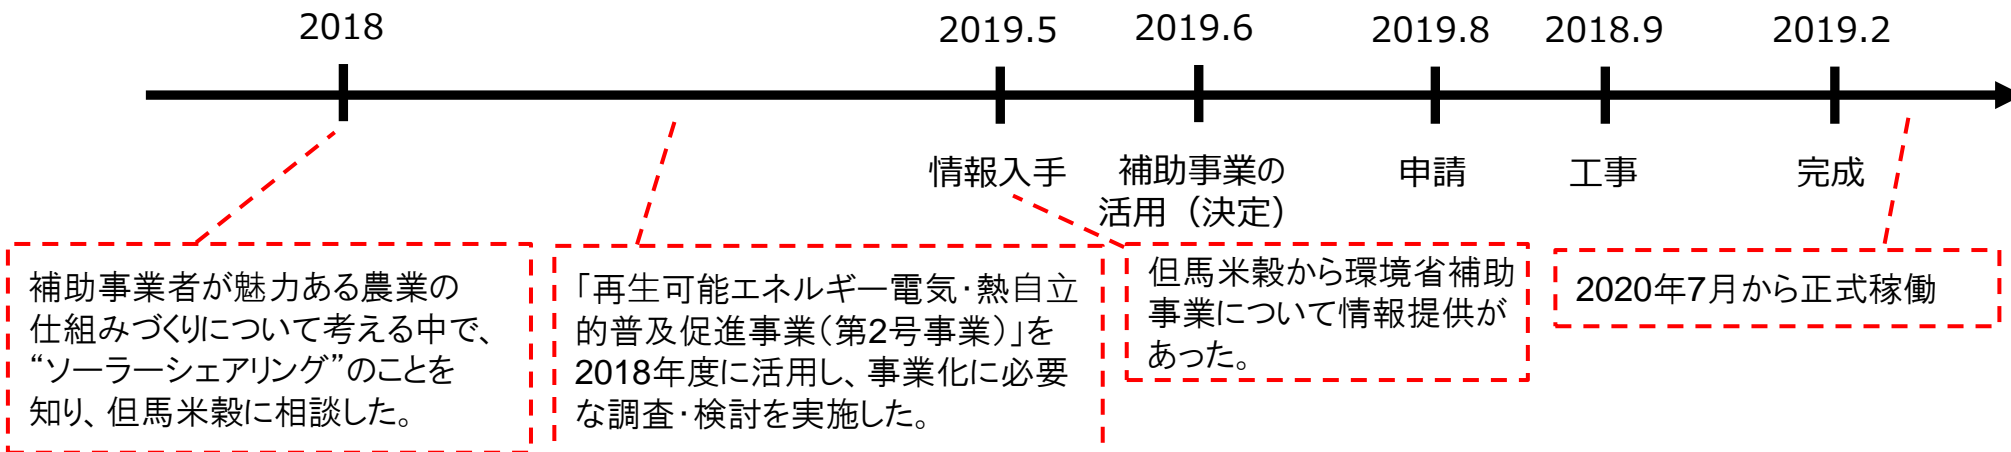 2018
2019.5
2019.6
2019.8
2018.9
2019.2
情報入手
補助事業の
活用（決定）
申請
工事
完成
補助事業者が魅力ある農業の
仕組みづくりについて考える中で、
“ソーラーシェアリング”のことを
知り、但馬米穀に相談した。
「再生可能エネルギー電気・熱自立
的普及促進事業（第2号事業）」を
2018年度に活用し、事業化に必要
な調査・検討を実施した。
但馬米穀から環境省補助
事業について情報提供が
あった。
2020年7月から正式稼働